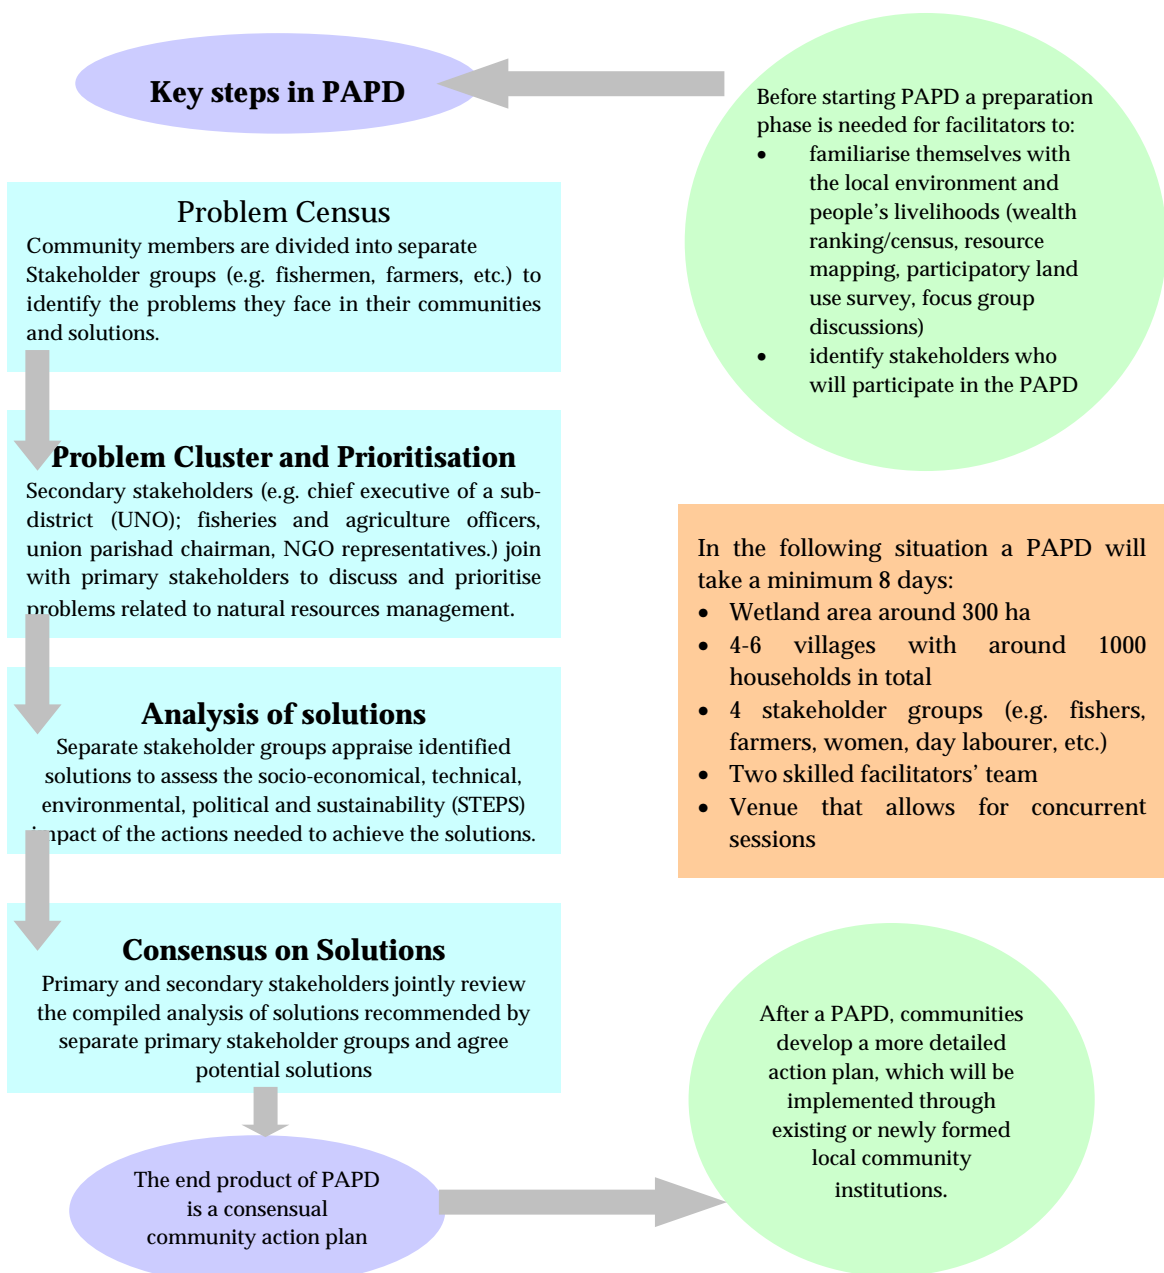 Key steps in PAPD
Before starting PAPD a preparation
phase is needed for facilitators to:
• familiarise themselves with
the local environment and
people's livelihoods (wealth
ranking/census, resource
mapping, participatory land
use survey, focus group
discussions)
• identify stakeholders who
will participate in the PAPD
Problem Census
Community members are divided into separate
Stakeholder groups (e.g. fishermen, farmers, etc.) to
identify the problems they face in their communities
and solutions.
Problem Cluster and Prioritisation
Secondary stakeholders (e.g. chief executive of a sub-
district (UNO); fisheries and agriculture officers,
union parishad chairman, NGO representatives.) join
with primary stakeholders to discuss and prioritise
problems related to natural resources management.
In the following situation a PAPD will
take a minimum 8 days:
• Wetland area around 300 ha
• 4-6 villages with around 1000
households in total
• 4 stakeholder groups (e.g. fishers,
farmers, women, day labourer, etc.)
• Two skilled facilitators' team
• Venue that allows for concurrent
sessions
Analysis of solutions
Separate stakeholder groups appraise identified
solutions to assess the socio-economical, technical,
environmental, political and sustainability (STEPS)
impact of the actions needed to achieve the solutions.
Consensus on Solutions
Primary and secondary stakeholders jointly review
the compiled analysis of solutions recommended by
separate primary stakeholder groups and agree
potential solutions
The end product of PAPD
is a consensual
community action plan
After a PAPD, communities
develop a more detailed
action plan, which will be
implemented through
existing or newly formed
local community
institutions.